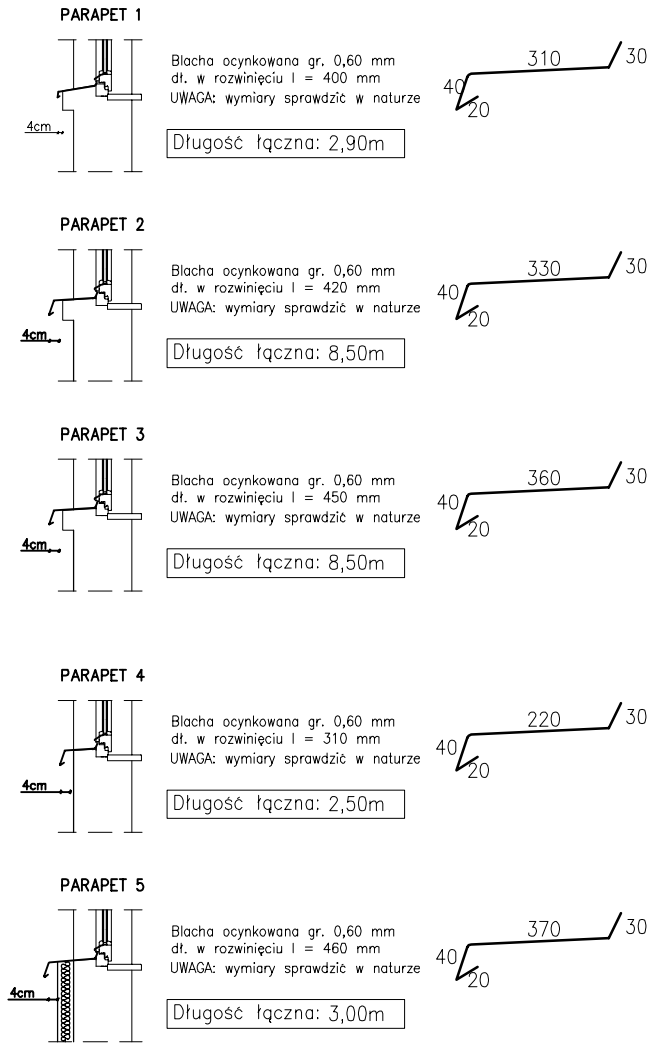 PARAPET 1
Blacha ocynkowana gr. 0,60 mm
dł. w rozwinięciu l = 400 mm
UWAGA: wymiary sprawdzić w naturze
4cm
Długość łączna: 2,90m
310
30
40
20
PARAPET 2
Blacha ocynkowana gr. 0,60 mm
dł. w rozwinięciu l = 420 mm
UWAGA: wymiary sprawdzić w naturze
4cm
Długość łączna: 8,50m
330
30
40
20
PARAPET 3
Blacha ocynkowana gr. 0,60 mm
dł. w rozwinięciu l = 450 mm
UWAGA: wymiary sprawdzić w naturze
4cm
Długość łączna: 8,50m
360
30
40
20
PARAPET 4
Blacha ocynkowana gr. 0,60 mm
dł. w rozwinięciu l = 310 mm
UWAGA: wymiary sprawdzić w naturze
4cm
Długość łączna: 2,50m
220
30
40
20
PARAPET 5
Blacha ocynkowana gr. 0,60 mm
dł. w rozwinięciu l = 460 mm
UWAGA: wymiary sprawdzić w naturze
4cm
Długość łączna: 3,00m
370
30
40
20